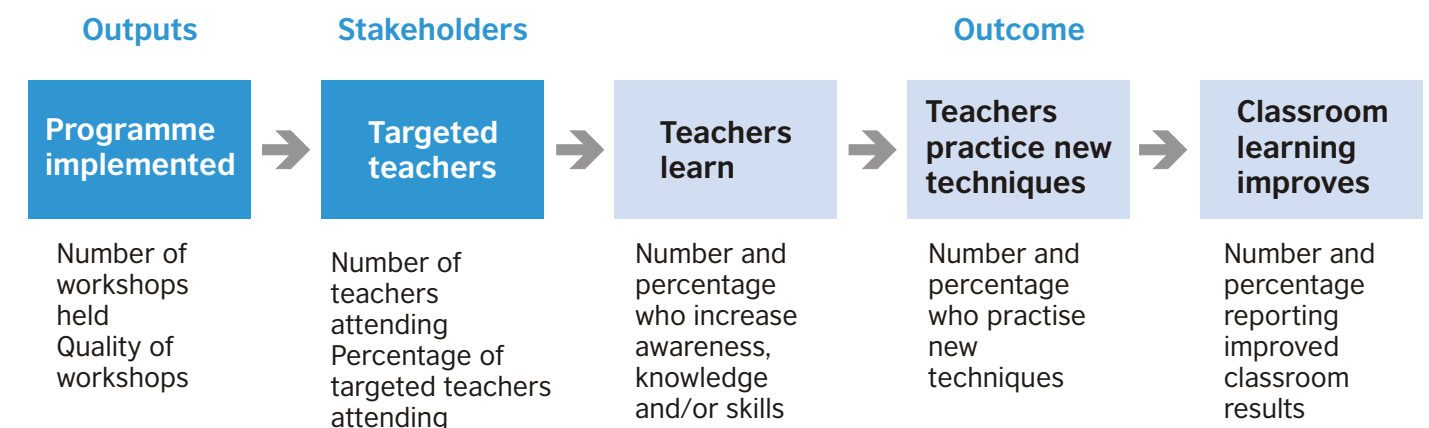 Outputs
Stakeholders
Outcome
Programme
implemented
Targeted
teachers
Teachers
learn
Teachers
practice new
techniques
Classroom
learning
improves
Number of
workshops
held
Quality of
workshops
Number of
teachers
attending
Percentage of
targeted teachers
attending
Number and
percentage
who increase
awareness,
knowledge
and/or skills
Number and
percentage
who practise
new
techniques
Number and
percentage
reporting
improved
classroom
results